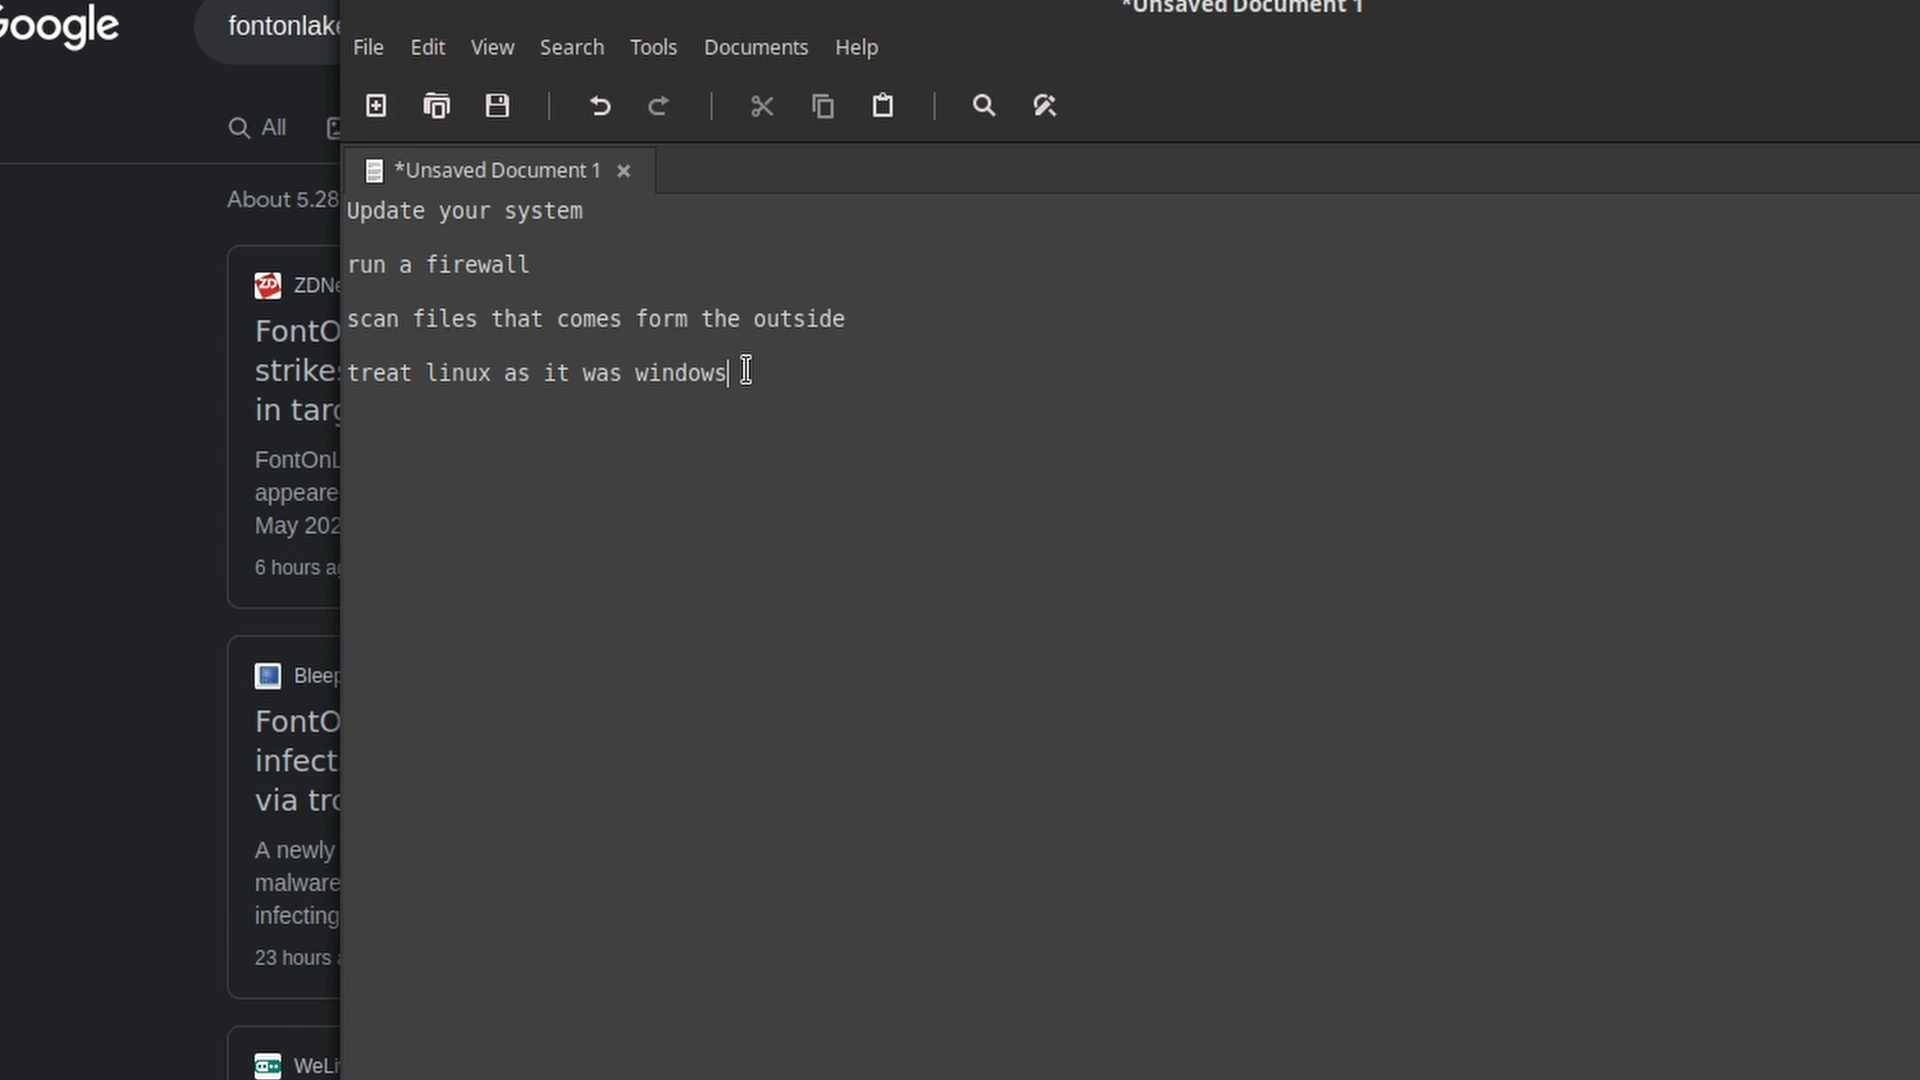 *Unsaved Document 1
Google
fontonlake
File Edit View Search Tools Documents Help
All
*Unsaved Document 1
About 5.28
Update your system
run a firewall
scan files that comes form the outside
treat linux as it was windows
ZDNe
FontO
strikes
in targ
FontOnL
appeare
May 202
6 hours ag
Bleep
FontO
infect
via tro
A newly
malware
infecting
23 hours a
WeLi